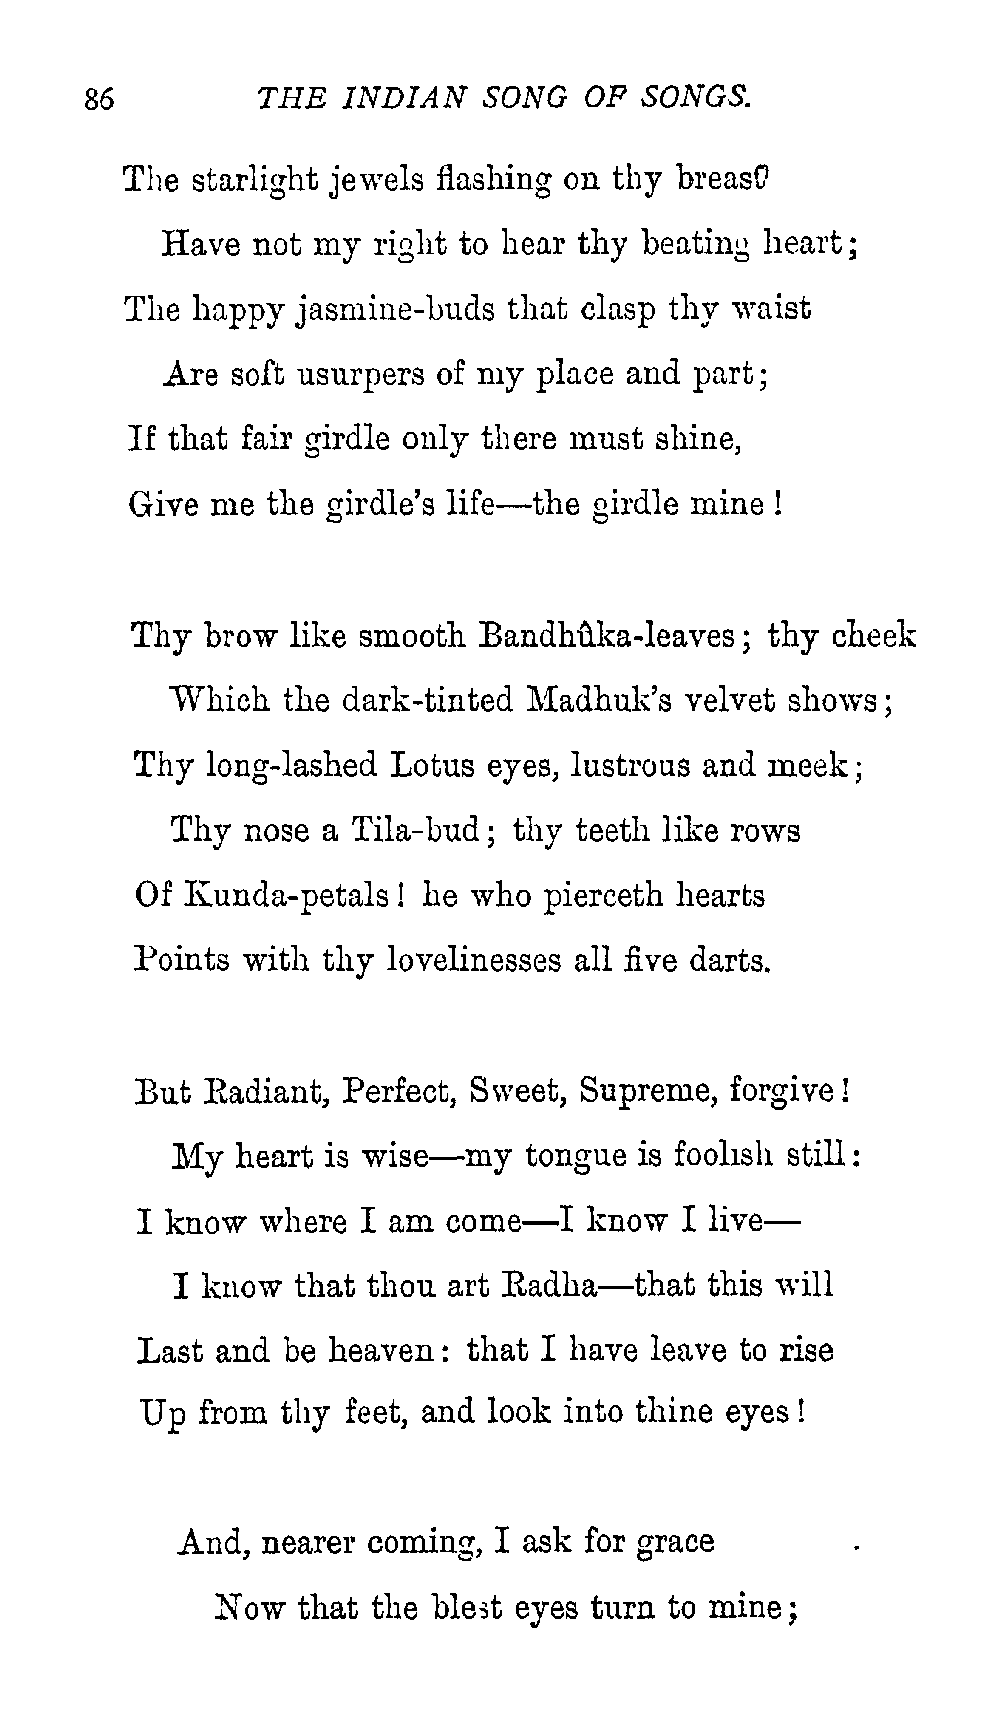 86 THE INDIAN SONG OF SONGS.
The starlight jewels flashing on thy breast
Have not my right to hear thy beating heart;
The happy jasmine-buds that clasp thy waist
Are soft usurpers of my place and part;
If that fair girdle only there must shine,
Give me the girdle's life—the girdle mine!
Thy brow like smooth Bandhûka-leaves; thy cheek
Which the dark-tinted Madhuk's velvet shows;
Thy long-lashed Lotus eyes, lustrous and meek;
Thy nose a Tila-bud; thy teeth like rows
Of Kunda-petals! he who pierceth hearts
Points with thy lovelinesses all five darts.
But Radiant, Perfect, Sweet, Supreme, forgive!
My heart is wise—my tongue is foolish still:
I know where I am come—I know I live—
I know that thou art Radha—that this will
Last and be heaven: that I have leave to rise
Up from thy feet, and look into thine eyes!
And, nearer coming, I ask for grace
Now that the blest eyes turn to mine;